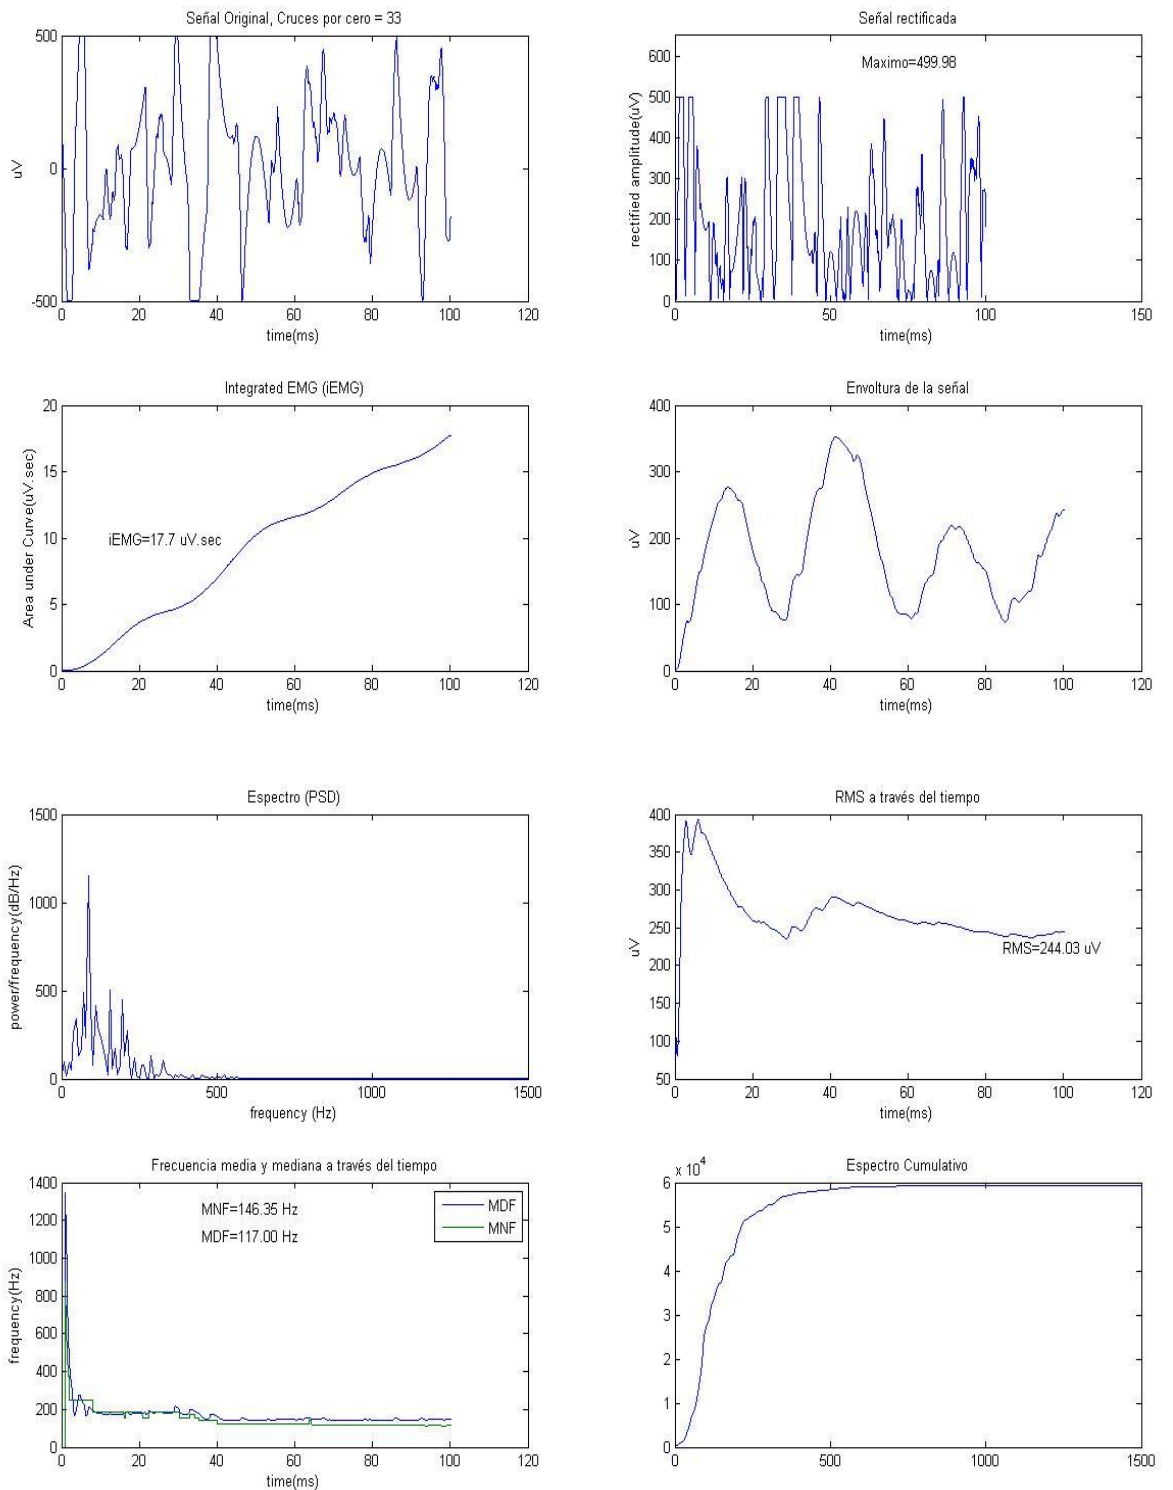 Señal Original, Cruces por cero = 33
500
0
-500
uV
0 20 40 60 80 100 120
time(ms)
Señal rectificada
Maximo=499.98
600
500
400
300
200
100
0
rectified amplitude(uV)
0 50 100 150
time(ms)
Integrated EMG (iEMG)
20
15
10
5
0
Area under Curve(uV.sec)
iEMG=17.7 uV.sec
0 20 40 60 80 100 120
time(ms)
Envoltura de la señal
400
300
200
100
0
uV
0 20 40 60 80 100 120
time(ms)
Espectro (PSD)
1500
1000
500
0
power/frequency(dB/Hz)
0 500 1000 1500
frequency (Hz)
RMS a través del tiempo
400
350
300
250
200
150
100
50
uV
RMS=244.03 uV
0 20 40 60 80 100 120
time(ms)
Frecuencia media y mediana a través del tiempo
1400
1200
1000
800
600
400
200
0
frequency(Hz)
MNF=146.35 Hz
MDF=117.00 Hz
MDF
MNF
0 20 40 60 80 100 120
time(ms)
Espectro Cumulativo
x 10^4
6
5
4
3
2
1
0
0 500 1000 1500